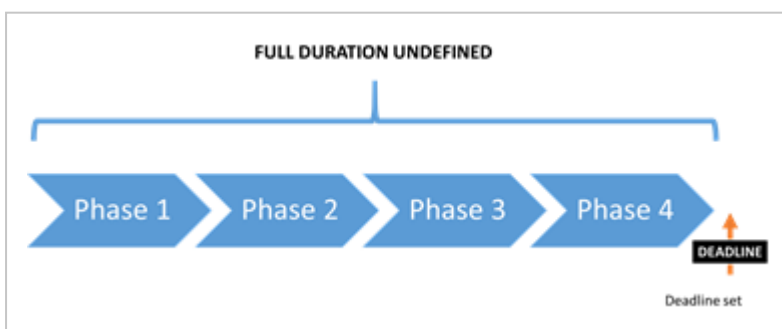 FULL DURATION UNDEFINED
Phase 1
Phase 2
Phase 3
Phase 4
DEADLINE
Deadline set